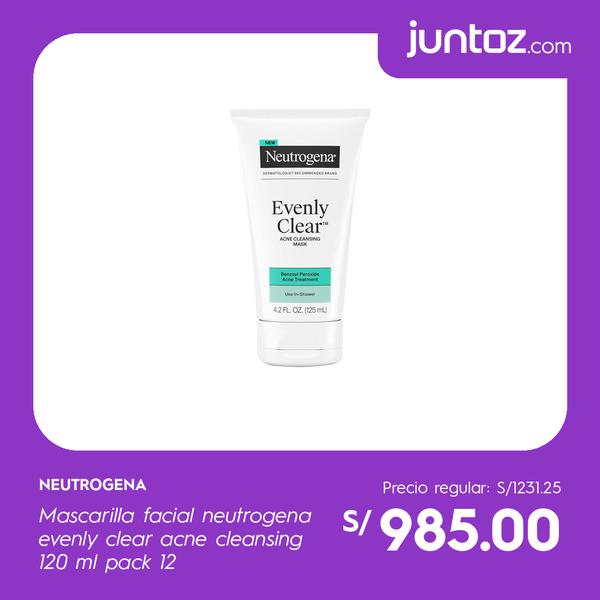 juntoz.com
NEW
Neutrogena®
DERMATOLOGIST RECOMMENDED BRAND
Evenly
Clear™
ACNE CLEANSING
MASK
Benzoyl Peroxide
Acne Treatment
Use In-Shower
4.2 FL. OZ. (125 mL)
NEUTROGENA
Mascarilla facial neutrogena
evenly clear acne cleansing
120 ml pack 12
Precio regular: S/1231.25
S/ 985.00